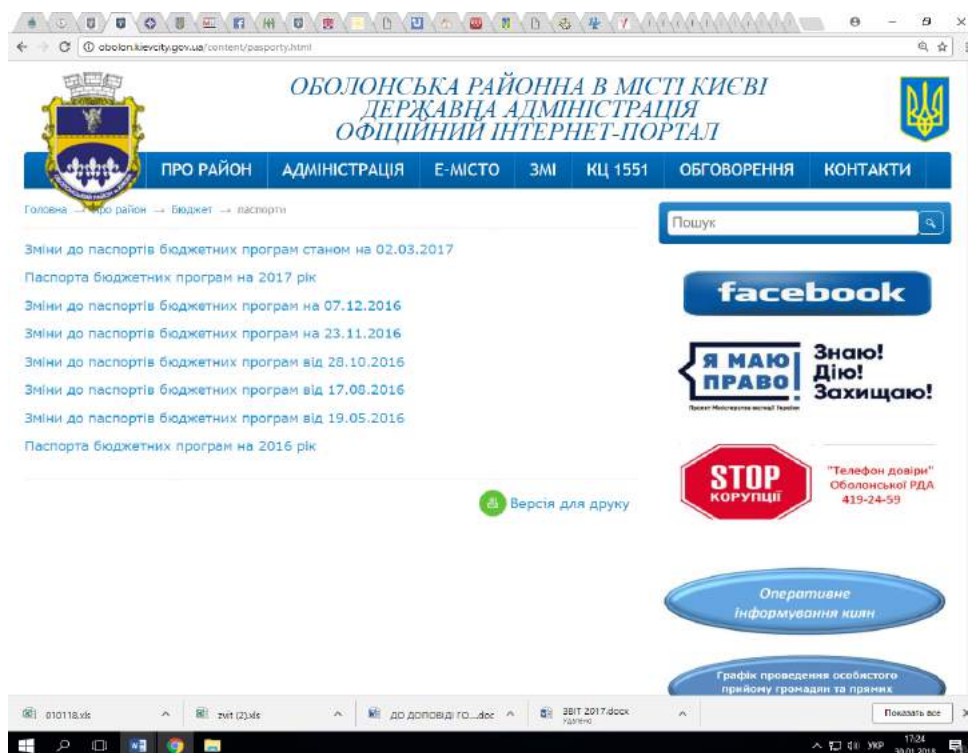 obolon.kievcity.gov.ua/content/pasporty.html
ОБОЛОНСЬКА РАЙОННА В МІСТІ КИЄВІ
ДЕРЖАВНА АДМІНІСТРАЦІЯ
ОФІЦІЙНИЙ ІНТЕРНЕТ-ПОРТАЛ
ПРО РАЙОН АДМІНІСТРАЦІЯ Е-МІСТО ЗМІ КЦ 1551 ОБГОВОРЕННЯ КОНТАКТИ
Головна → Про район → Бюджет → паспорти
Пошук
Зміни до паспортів бюджетних програм станом на 02.03.2017
Паспорта бюджетних програм на 2017 рік
Зміни до паспортів бюджетних програм на 07.12.2016
Зміни до паспортів бюджетних програм на 23.11.2016
Зміни до паспортів бюджетних програм від 28.10.2016
Зміни до паспортів бюджетних програм від 17.08.2016
Зміни до паспортів бюджетних програм від 19.05.2016
Паспорта бюджетних програм на 2016 рік
Версія для друку
facebook
Я МАЮ
ПРАВО
Знаю!
Дію!
Захищаю!
Проект Міністерства юстиції України
STOP
КОРУПЦІЇ
"Телефон довіри"
Оболонської РДА
419-24-59
Оперативне
інформування киян
Графік проведення особистого
прийому громадян та прямих
010118.xls
zvit (2).xls
ДО ДОПОВІДІ ГО....doc
ЗВІТ 2017.docx
Удалено
Показать все
УКР
17:24
30.01.2018